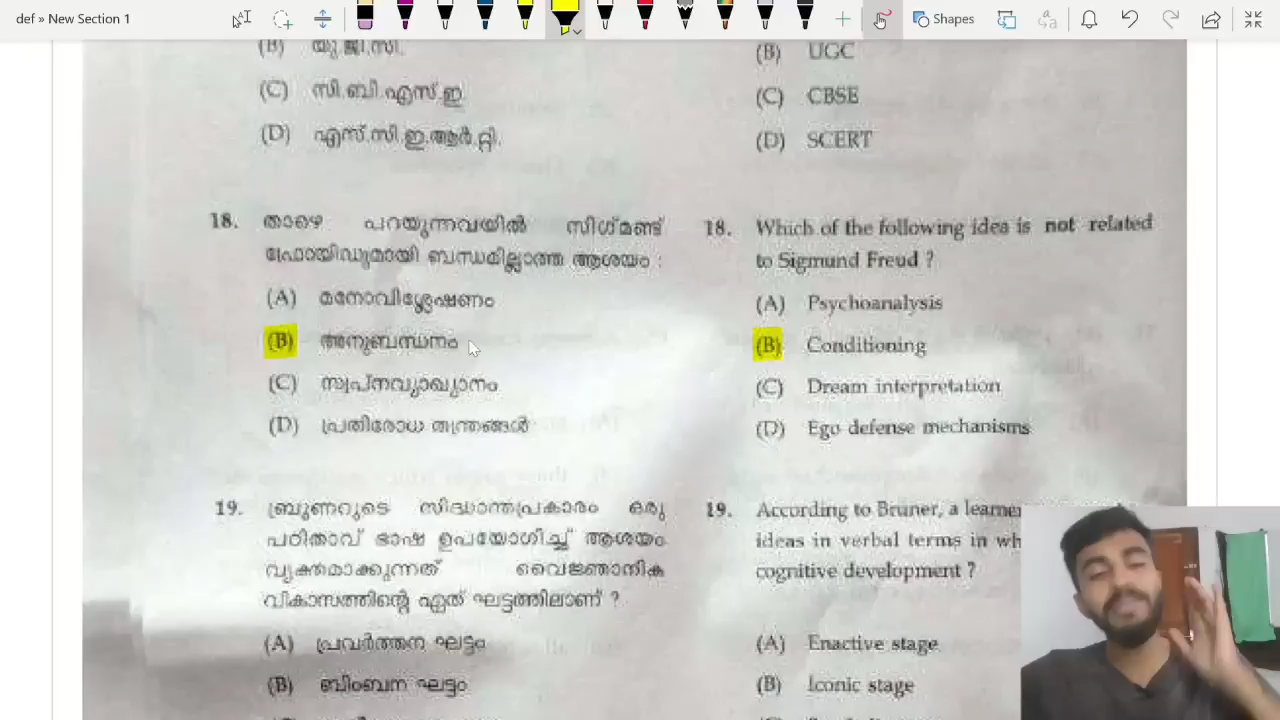 def » New Section 1
Shapes
(B) യു.ജി.സി.
(C) സി.ബി.എസ്.ഇ.
(D) എസ്.സി.ഇ.ആർ.റ്റി.
18. താഴെ പറയുന്നവയിൽ സിഗ്മണ്ട്
ഫ്രോയിഡുമായി ബന്ധമില്ലാത്ത ആശയം :
(A) മനോവിശ്ലേഷണം
(B) അനുബന്ധനം
(C) സ്വപ്നവ്യാഖ്യാനം
(D) പ്രതിരോധ തന്ത്രങ്ങൾ
19. ബ്രൂണറുടെ സിദ്ധാന്തപ്രകാരം ഒരു
പഠിതാവ് ഭാഷ ഉപയോഗിച്ച് ആശയം
വ്യക്തമാക്കുന്നത് വൈജ്ഞാനിക
വികാസത്തിന്റെ ഏത് ഘട്ടത്തിലാണ് ?
(A) പ്രവർത്തന ഘട്ടം
(B) ബിംബന ഘട്ടം
(B) UGC
(C) CBSE
(D) SCERT
18. Which of the following idea is not related
to Sigmund Freud ?
(A) Psychoanalysis
(B) Conditioning
(C) Dream interpretation
(D) Ego defense mechanisms
19. According to Bruner, a learner
ideas in verbal terms in
cognitive development ?
(A) Enactive stage
(B) Iconic stage